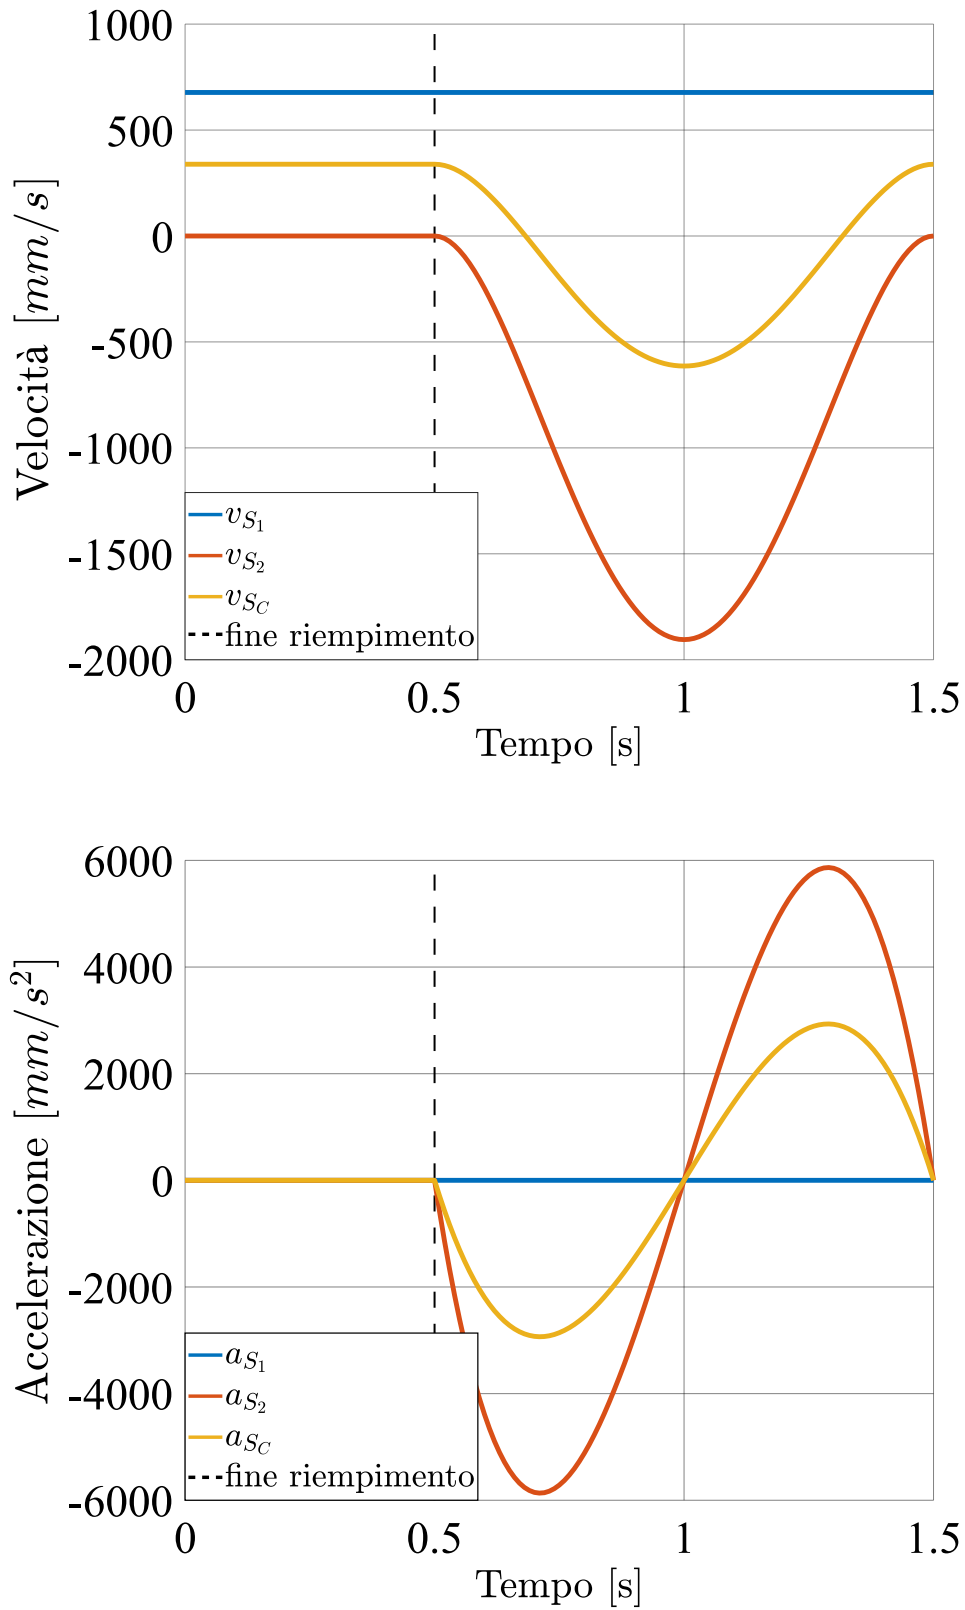 1000
500
0
-500
-1000
-1500
-2000
Velocità [mm/s]
v_{S_1}
v_{S_2}
v_{S_C}
fine riempimento
0 0.5 1 1.5
Tempo [s]
6000
4000
2000
0
-2000
-4000
-6000
Accelerazione [mm/s^2]
a_{S_1}
a_{S_2}
a_{S_C}
fine riempimento
0 0.5 1 1.5
Tempo [s]